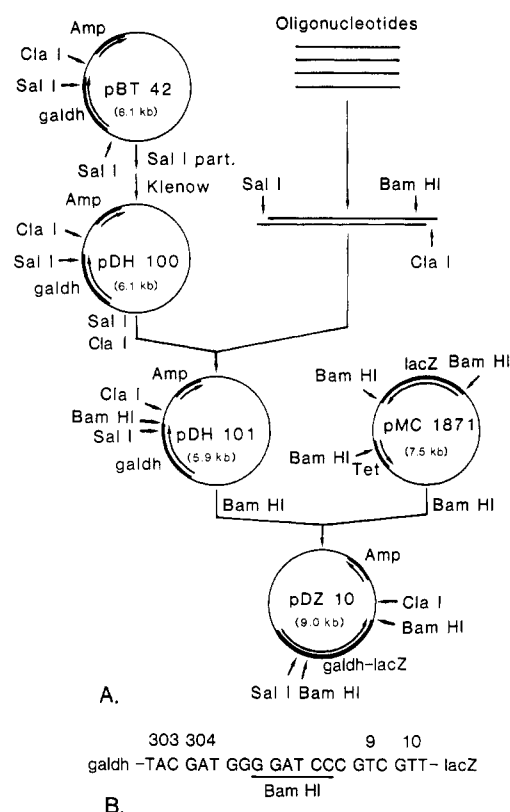 Oligonucleotides
Amp
Cla I
Sal I
galdh
pBT 42
(6.1 kb)
Sal I
Sal I part.
Klenow
Sal I
Bam HI
Cla I
Amp
Cla I
Sal I
galdh
pDH 100
(6.1 kb)
Sal I
Cla I
Amp
Cla I
Bam HI
Sal I
galdh
pDH 101
(5.9 kb)
Bam HI
lacZ
Bam HI
Bam HI
pMC 1871
(7.5 kb)
Bam HI
Tet
Bam HI
Amp
pDZ 10
(9.0 kb)
Cla I
Bam HI
galdh-lacZ
Sal I Bam HI
A.
303 304 9 10
galdh -TAC GAT GGG GAT CCC GTC GTT- lacZ
Bam HI
B.